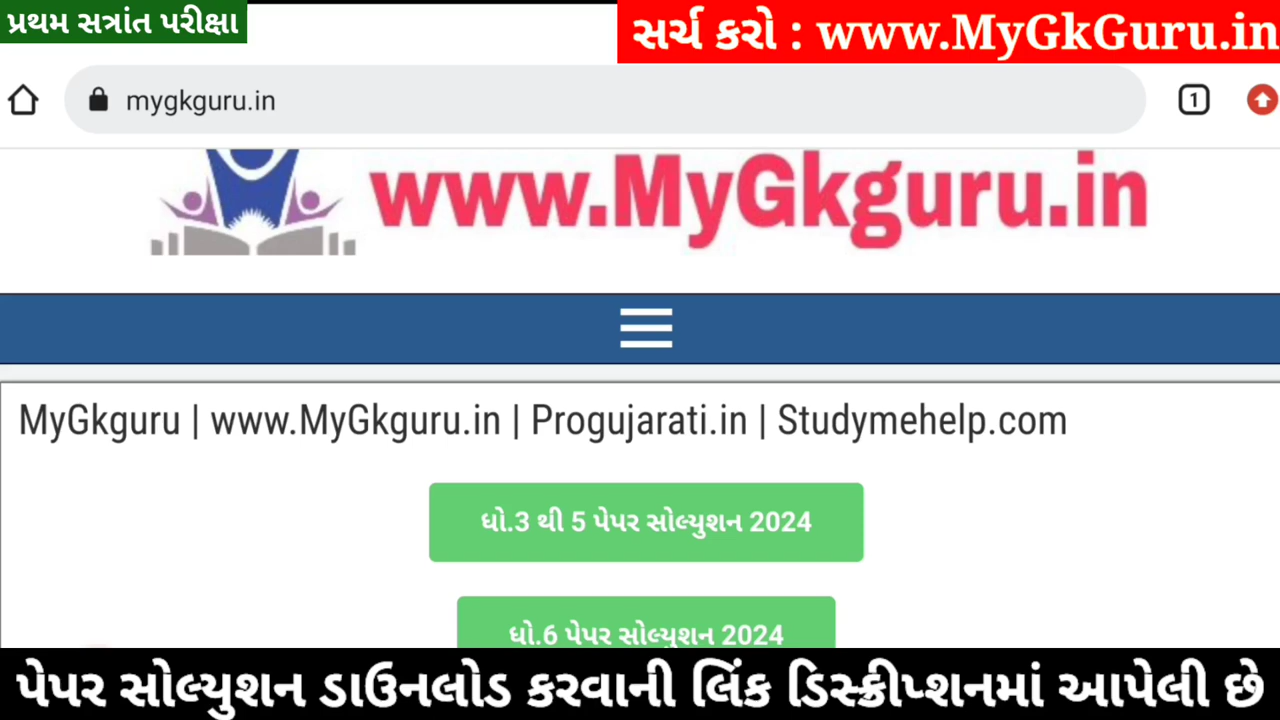 પ્રથમ સત્રાંત પરીક્ષા
સર્ચ કરો : www.MyGkGuru.in
mygkguru.in
1
www.MyGkguru.in
MyGkguru | www.MyGkguru.in | Progujarati.in | Studymehelp.com
ધો.3 થી 5 પેપર સોલ્યુશન 2024
ધો.6 પેપર સોલ્યુશન 2024
પેપર સોલ્યુશન ડાઉનલોડ કરવાની લિંક ડિસ્ક્રીપ્શનમાં આપેલી છે